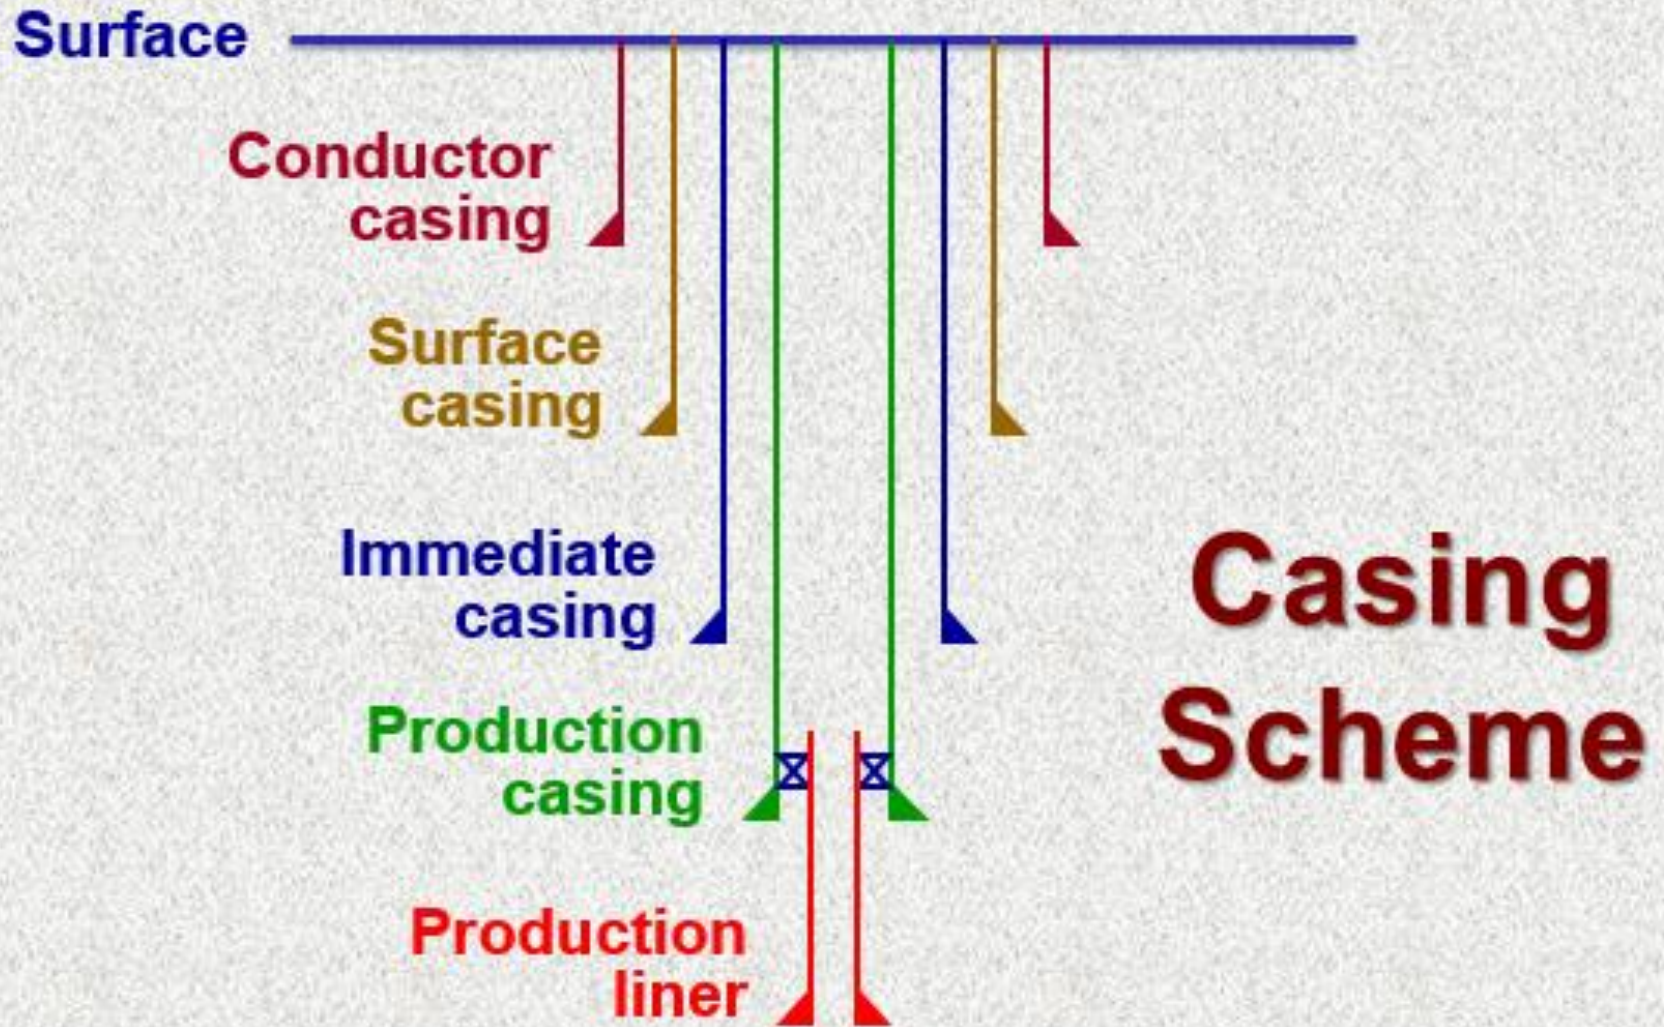 Surface
Conductor
casing
Surface
casing
Immediate
casing
Production
casing
Production
liner
Casing
Scheme